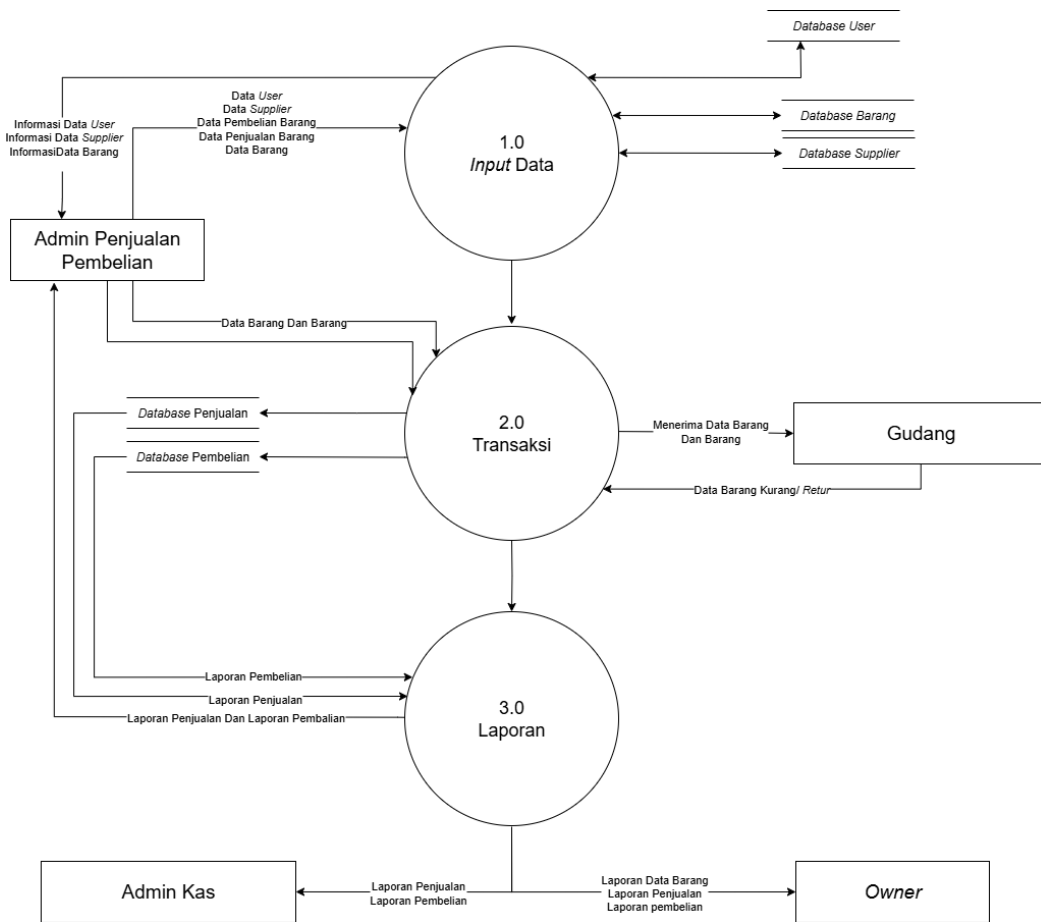 Database User
Data User
Data Supplier
Data Pembelian Barang
Data Penjualan Barang
Data Barang
Informasi Data User
Informasi Data Supplier
InformasiData Barang
1.0
Input Data
Database Barang
Database Supplier
Admin Penjualan
Pembelian
Data Barang Dan Barang
Database Penjualan
Database Pembelian
2.0
Transaksi
Menerima Data Barang
Dan Barang
Gudang
Data Barang Kurang/ Retur
Laporan Pembelian
Laporan Penjualan
Laporan Penjualan Dan Laporan Pembalian
3.0
Laporan
Admin Kas
Laporan Penjualan
Laporan Pembelian
Laporan Data Barang
Laporan Penjualan
Laporan pembelian
Owner